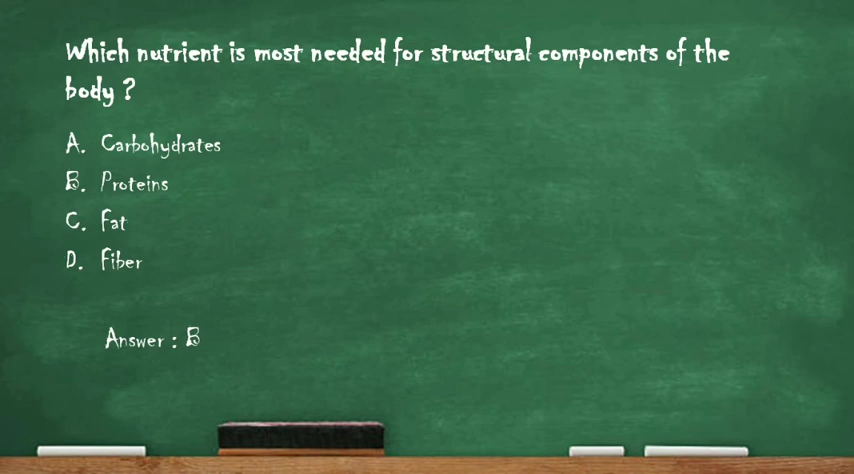 Which nutrient is most needed for structural components of the
body ?
A. Carbohydrates
B. Proteins
C. Fat
D. Fiber
Answer : B